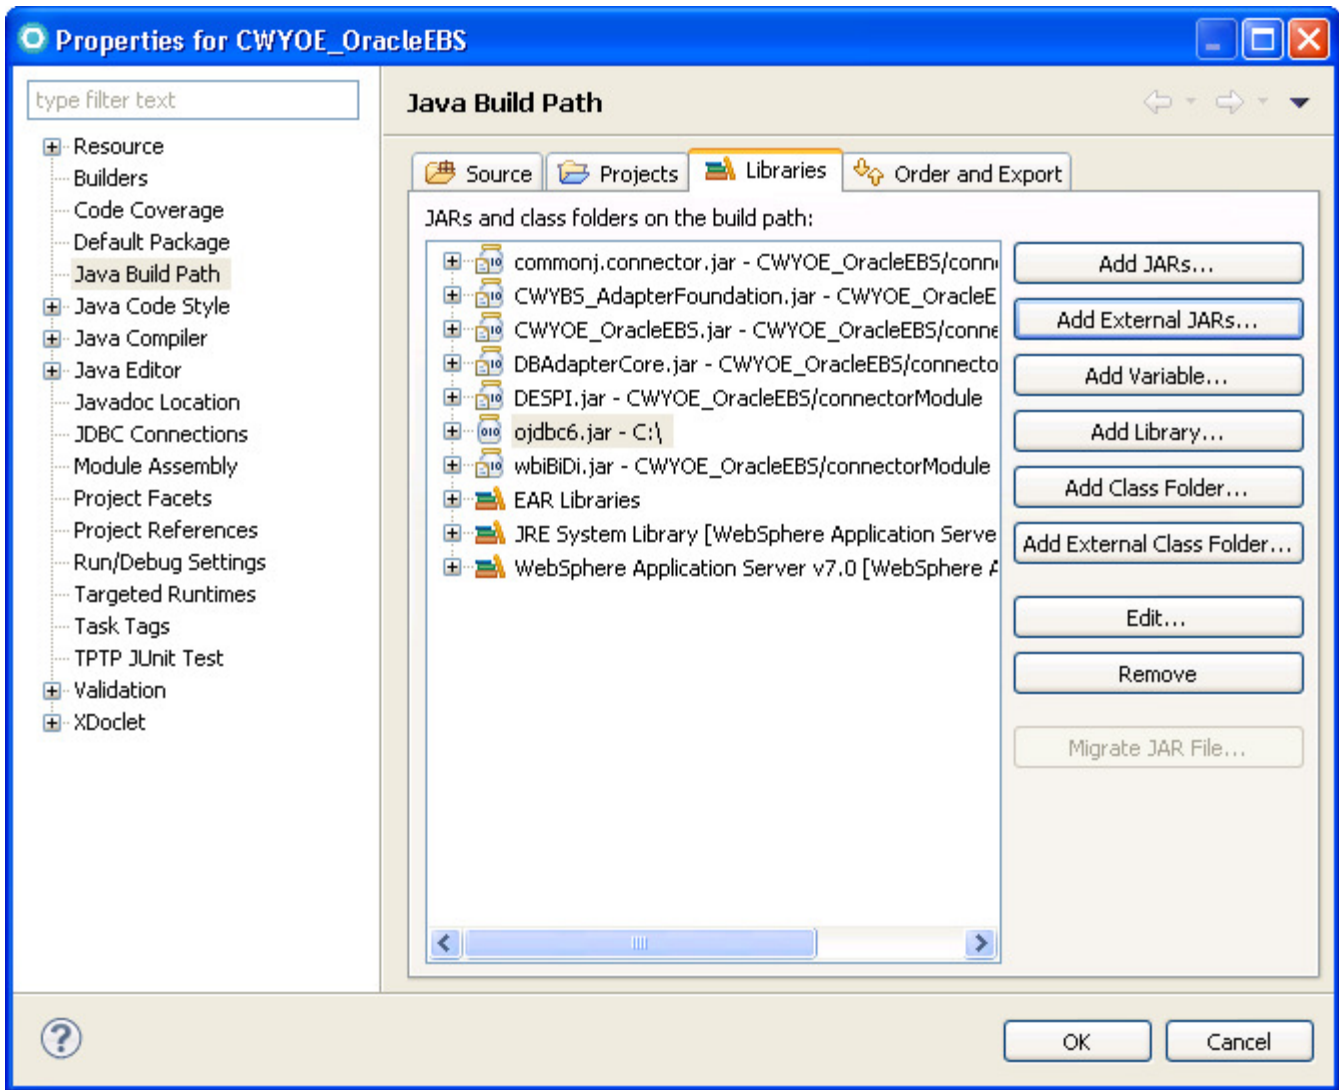 Properties for CWYOE_OracleEBS
type filter text
Resource
Builders
Code Coverage
Default Package
Java Build Path
Java Code Style
Java Compiler
Java Editor
Javadoc Location
JDBC Connections
Module Assembly
Project Facets
Project References
Run/Debug Settings
Targeted Runtimes
Task Tags
TPTP JUnit Test
Validation
XDoclet
Java Build Path
Source Projects Libraries Order and Export
JARs and class folders on the build path:
commonj.connector.jar - CWYOE_OracleEBS/conn
CWYBS_AdapterFoundation.jar - CWYOE_OracleE
CWYOE_OracleEBS.jar - CWYOE_OracleEBS/conne
DBAdapterCore.jar - CWYOE_OracleEBS/connecto
DESPI.jar - CWYOE_OracleEBS/connectorModule
ojdbc6.jar - C:\
wbiBiDi.jar - CWYOE_OracleEBS/connectorModule
EAR Libraries
JRE System Library [WebSphere Application Serve
WebSphere Application Server v7.0 [WebSphere A
Add JARs...
Add External JARs...
Add Variable...
Add Library...
Add Class Folder...
Add External Class Folder...
Edit...
Remove
Migrate JAR File...
OK Cancel